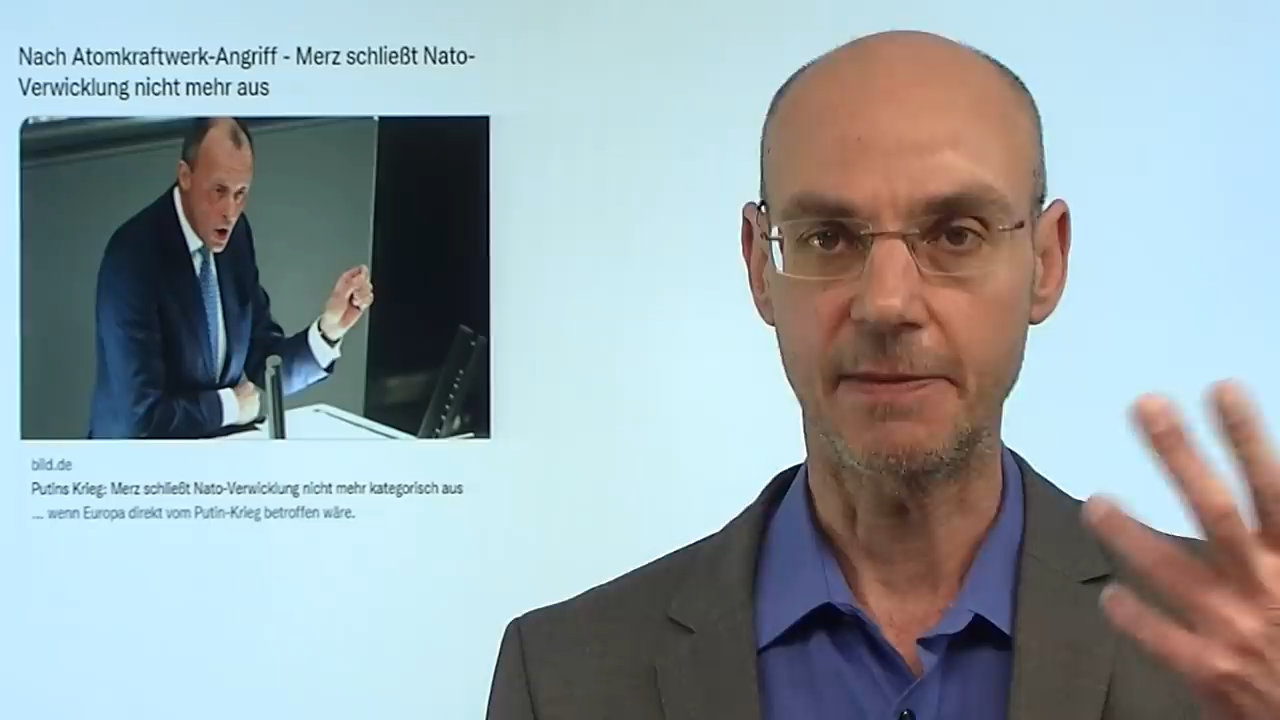 Nach Atomkraftwerk-Angriff - Merz schließt Nato-
Verwicklung nicht mehr aus
bild.de
Putins Krieg: Merz schließt Nato-Verwicklung nicht mehr kategorisch aus
... wenn Europa direkt vom Putin-Krieg betroffen wäre.